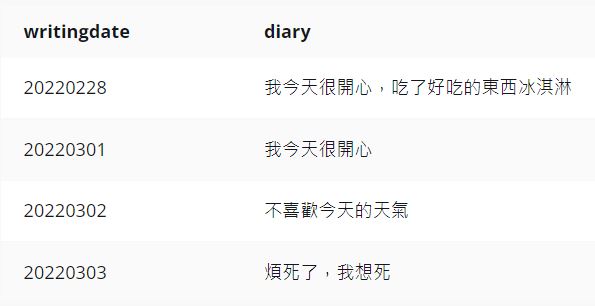 writingdate diary
20220228 我今天很開心，吃了好吃的東西冰淇淋
20220301 我今天很開心
20220302 不喜歡今天的天氣
20220303 煩死了，我想死